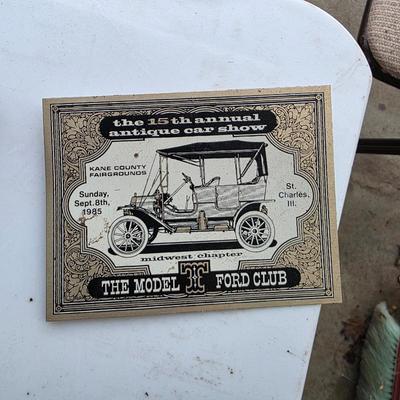 the 15th annual
antique car show
KANE COUNTY
FAIRGROUNDS
Sunday,
Sept. 8th,
1985
St.
Charles,
Ill.
midwest chapter
THE MODEL T FORD CLUB